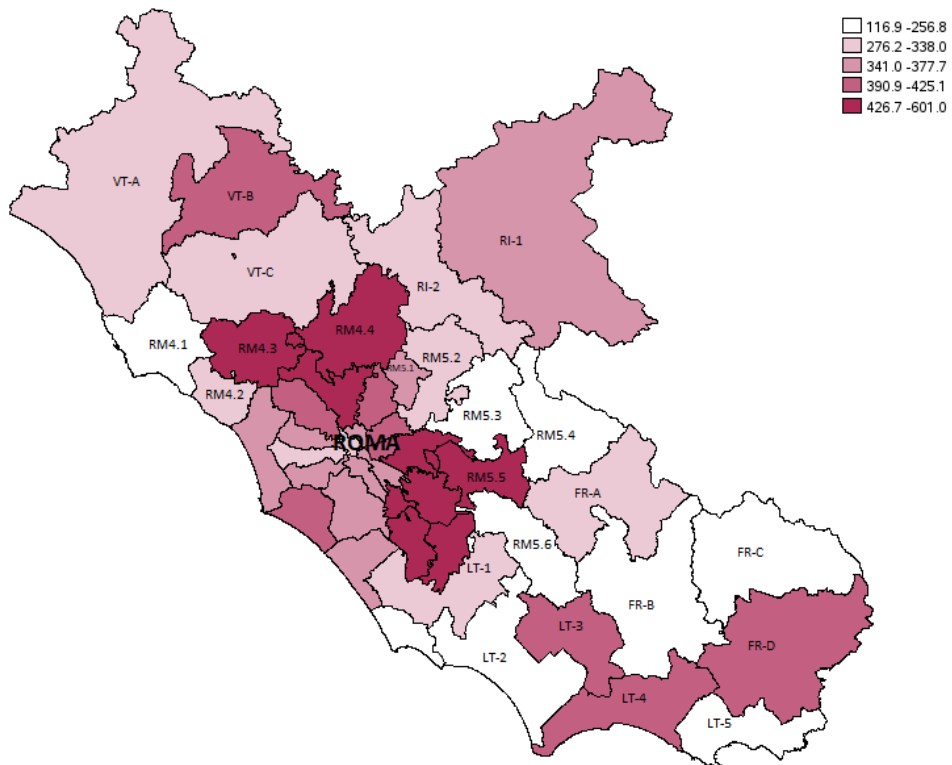 116.9 -256.8
276.2 -338.0
341.0 -377.7
390.9 -425.1
426.7 -601.0
VT-A
VT-B
RI-1
VT-C
RI-2
RM4.4
RM4.1
RM4.3
RM5.2
RM5.1
RM4.2
RM5.3
RM5.4
ROMA
RM5.5
FR-A
RM5.6
FR-C
LT-1
FR-B
LT-3
FR-D
LT-2
LT-4
LT-5